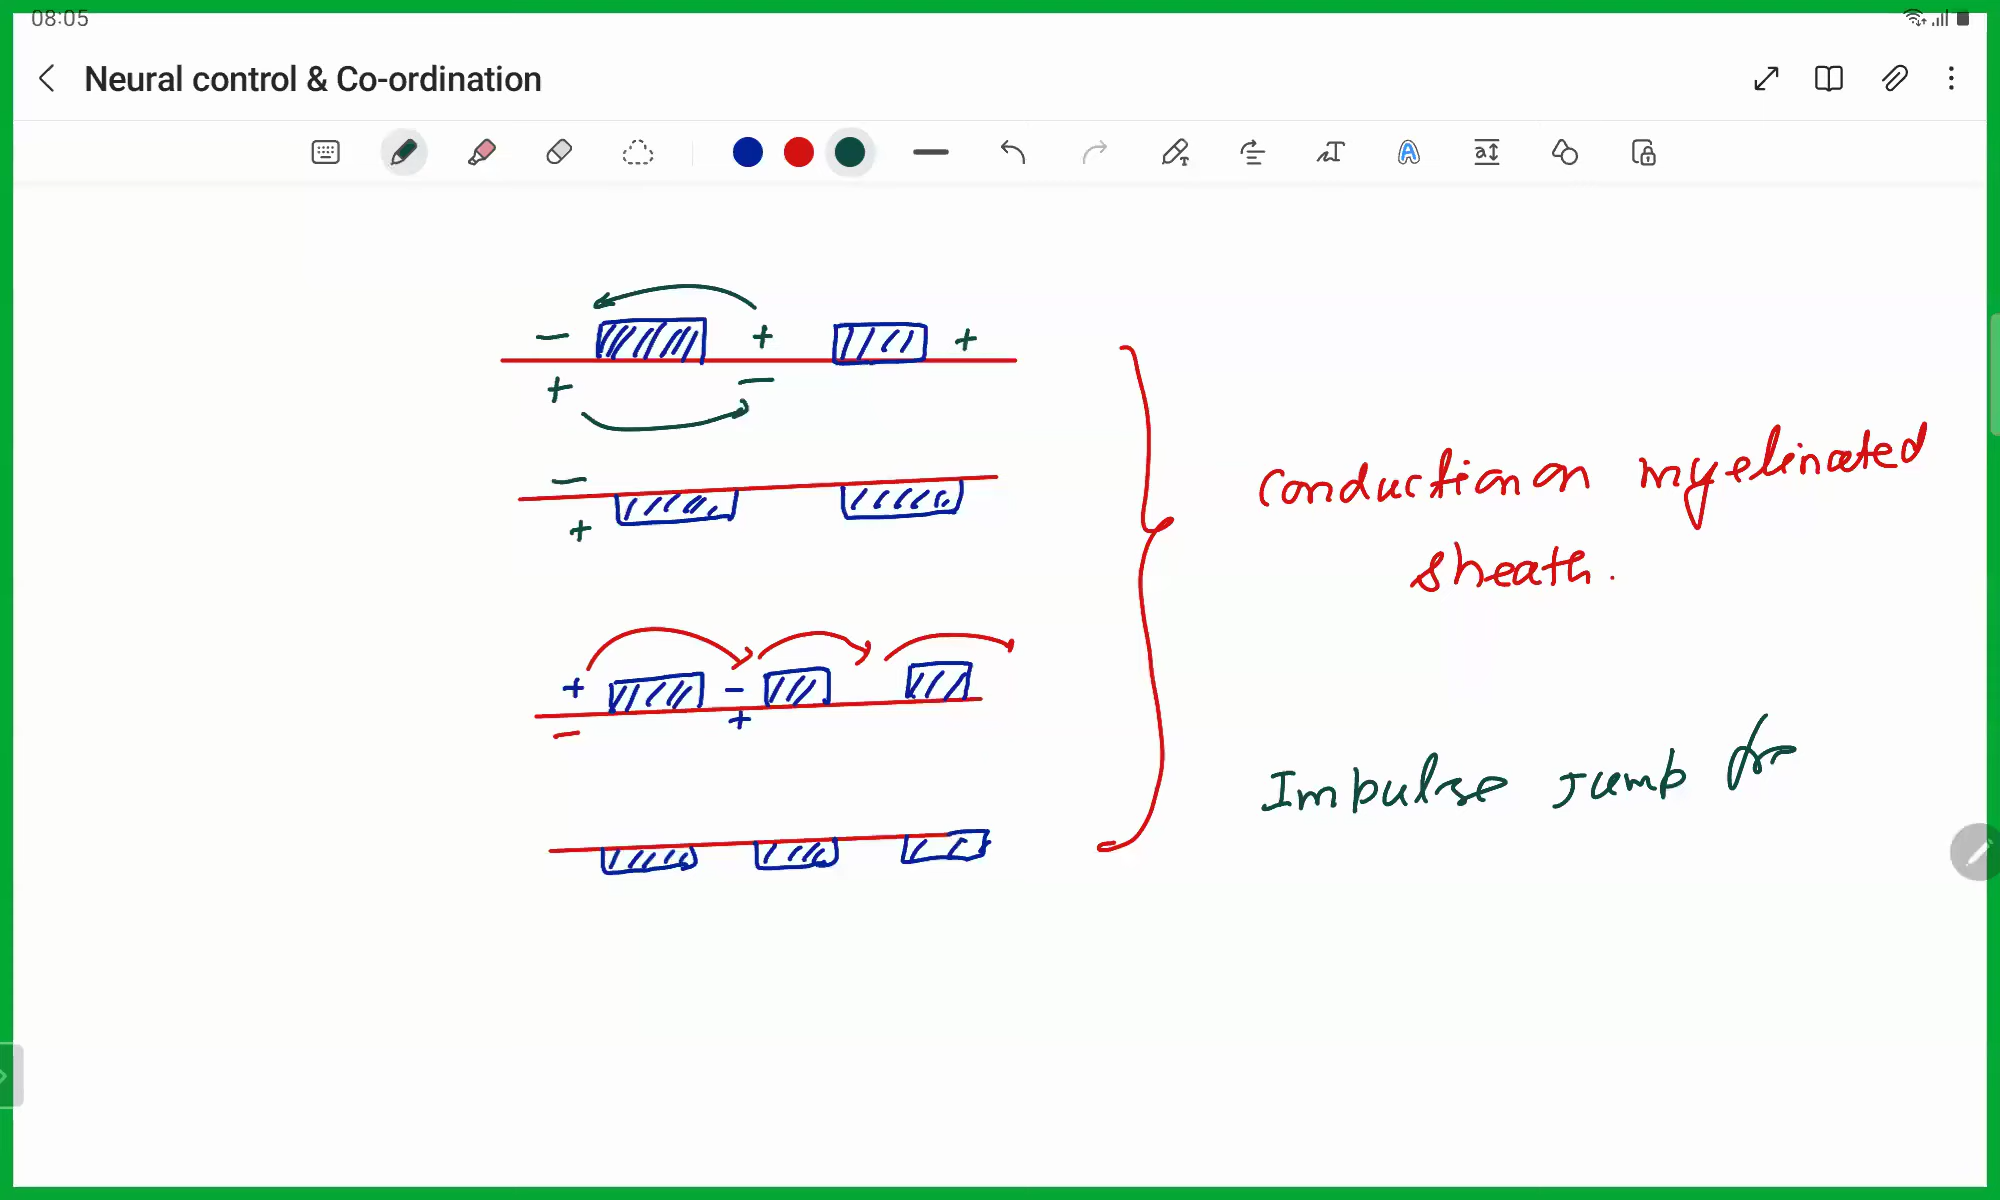 08:05
Neural control & Co-ordination
- + +
+ -
-
+
+ -
- +
Conduction on myelinated
sheath.
Impulse Jump fr